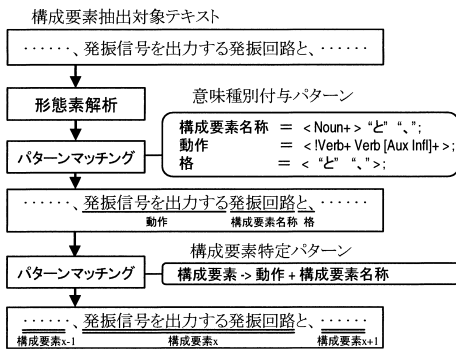 構成要素抽出対象テキスト
‥‥‥、発振信号を出力する発振回路と、‥‥‥
形態素解析
意味種別付与パターン
構成要素名称 = < Noun+ > “と” “、”;
動作 = < !Verb+ Verb [Aux Infl]+ >;
格 = < “と” “、” >;
パターンマッチング
‥‥‥、発振信号を出力する発振回路と、‥‥‥
動作 構成要素名称 格
構成要素特定パターン
パターンマッチング
構成要素 -> 動作 + 構成要素名称
‥‥‥、発振信号を出力する発振回路と、‥‥‥
構成要素x-1 構成要素x 構成要素x+1